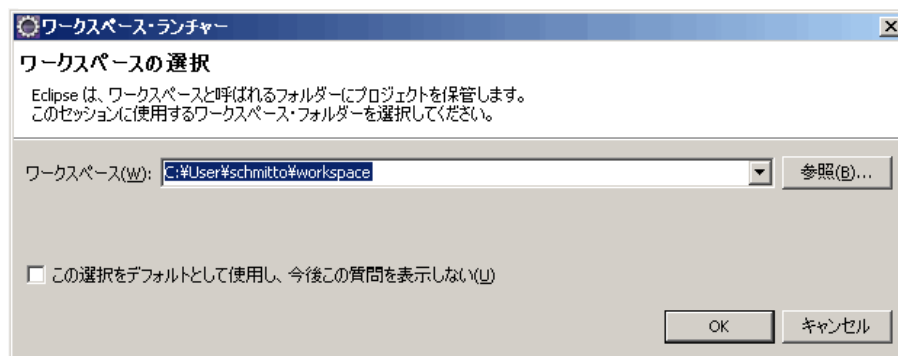 ワークスペース・ランチャー
ワークスペースの選択
Eclipse は、ワークスペースと呼ばれるフォルダーにプロジェクトを保管します。
このセッションに使用するワークスペース・フォルダーを選択してください。
ワークスペース(W): C:¥User¥schmitto¥workspace 参照(B)...
この選択をデフォルトとして使用し、今後この質問を表示しない(U)
OK キャンセル